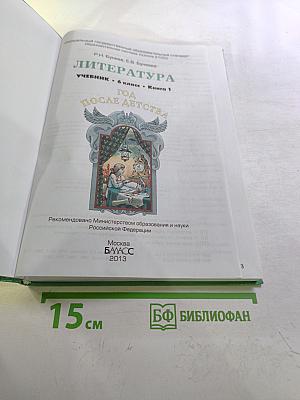 Р.Н. Бунеев, Е.В. Бунеева
ЛИТЕРАТУРА
УЧЕБНИК • 6 класс • Книга 1
ГОД
ПОСЛЕ ДЕТСТВА
Рекомендовано Министерством образования и науки
Российской Федерации
Москва
БАЛАСС
2013
3
15 см
БФ БИБЛИОФАН